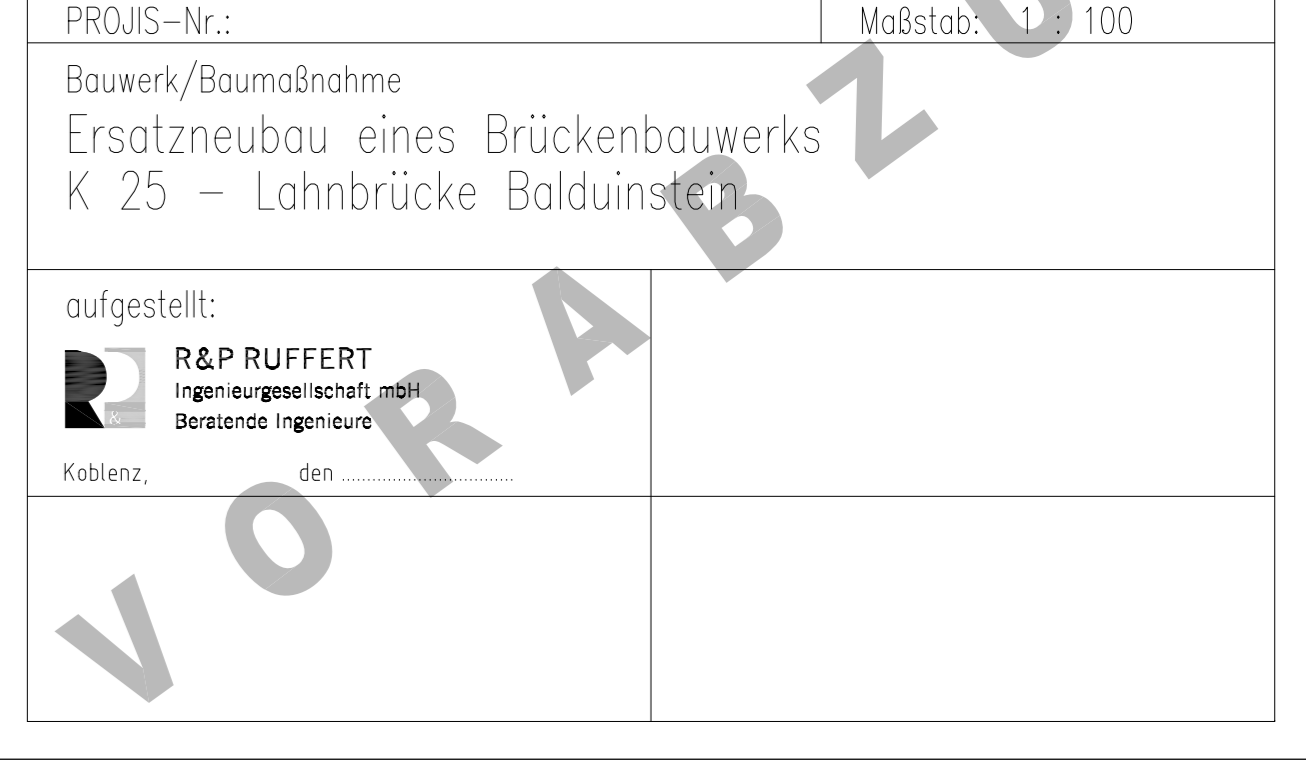 PROJIS-Nr.:
Maßstab: 1 : 100
Bauwerk/Baumaßnahme
Ersatzneubau eines Brückenbauwerks
K 25 - Lahnbrücke Balduinstein
aufgestellt:
R&P RUFFERT
Ingenieurgesellschaft mbH
Beratende Ingenieure
R&P
Koblenz, den ..................................
VORABZU